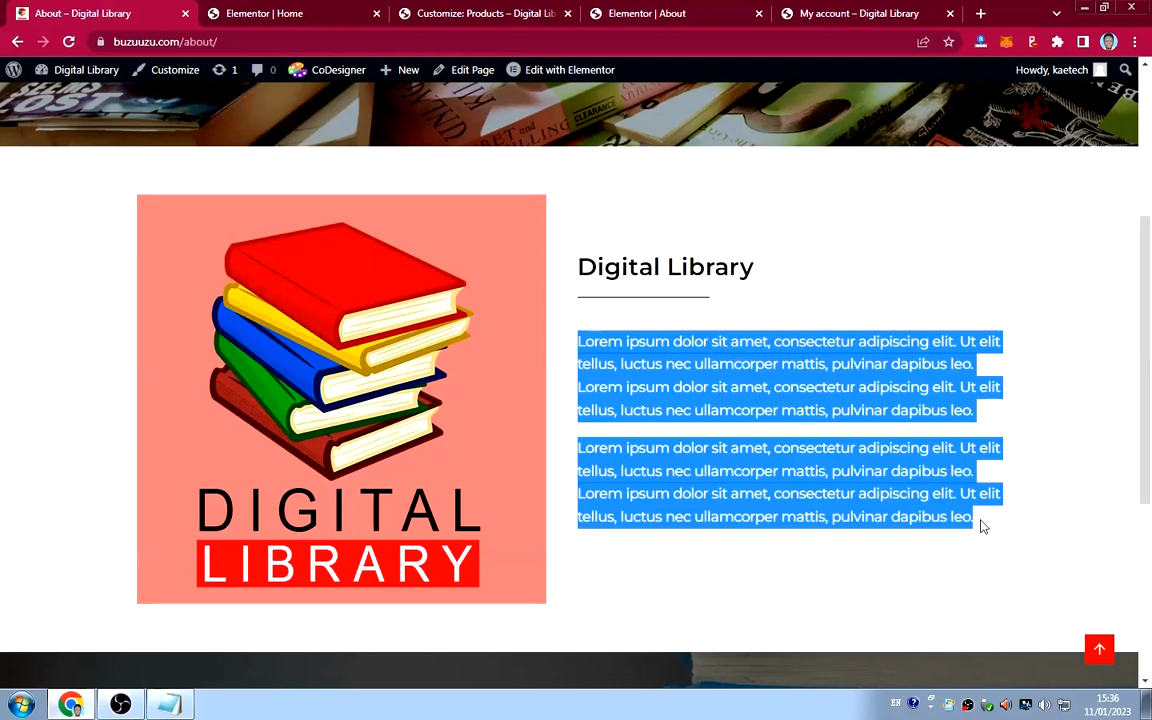 About – Digital Library
Elementor | Home
Customize: Products – Digital Lib
Elementor | About
My account – Digital Library
buzuuzu.com/about/
Digital Library
Customize
1
0
CoDesigner
New
Edit Page
Edit with Elementor
Howdy, kaetech
SEEMS
LOST
CLEARANCE
Digital Library
Lorem ipsum dolor sit amet, consectetur adipiscing elit. Ut elit
tellus, luctus nec ullamcorper mattis, pulvinar dapibus leo.
Lorem ipsum dolor sit amet, consectetur adipiscing elit. Ut elit
tellus, luctus nec ullamcorper mattis, pulvinar dapibus leo.
Lorem ipsum dolor sit amet, consectetur adipiscing elit. Ut elit
tellus, luctus nec ullamcorper mattis, pulvinar dapibus leo.
Lorem ipsum dolor sit amet, consectetur adipiscing elit. Ut elit
tellus, luctus nec ullamcorper mattis, pulvinar dapibus leo.
DIGITAL
LIBRARY
EN
15:36
11/01/2023